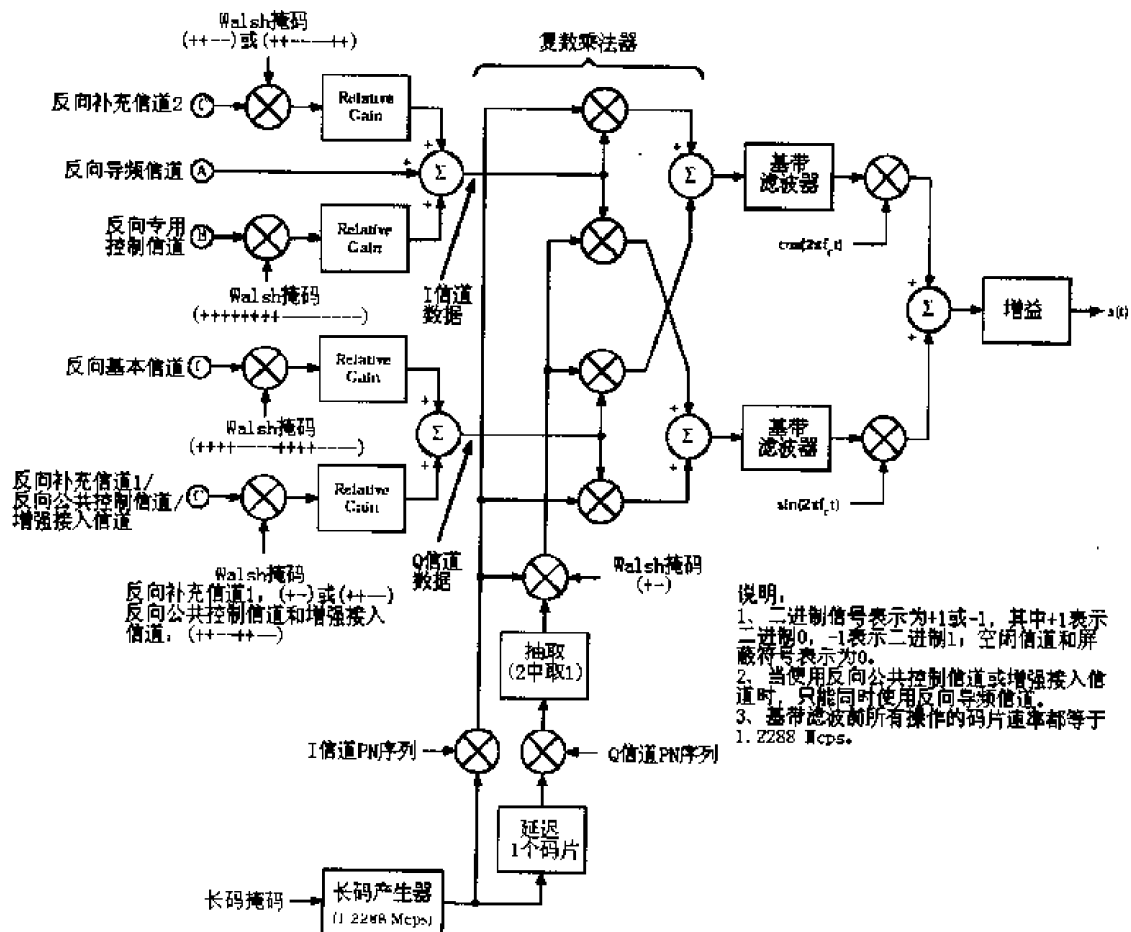 Walsh掩码
(++--)或(++----++)
复数乘法器
反向补充信道2
C
Relative
Gain
反向导频信道
A
反向专用
控制信道
B
Relative
Gain
Walsh掩码
(++++++++--------)
I信道
数据
反向基本信道
C
Relative
Gain
Walsh掩码
(++++----++++----)
反向补充信道1/
反向公共控制信道/
增强接入信道
C
Relative
Gain
Walsh掩码
反向补充信道1,(+-)或(++--)
反向公共控制信道和增强接入
信道:(++--++--)
Q信道
数据
Σ
Σ
Σ
Σ
Σ
基带
滤波器
cos(2πfct)
增益
s(t)
基带
滤波器
sin(2πfct)
Walsh掩码
(+-)
抽取
(2中取1)
I信道PN序列
Q信道PN序列
延迟
1个码片
长码掩码
长码产生器
(1.2288 Mcps)
说明:
1、二进制信号表示为+1或-1,其中+1表示
二进制0,-1表示二进制1;空闲信道和屏
蔽符号表示为0。
2、当使用反向公共控制信道或增强接入信
道时,只能同时使用反向导频信道。
3、基带滤波前所有操作的码片速率都等于
1.2288 Mcps。